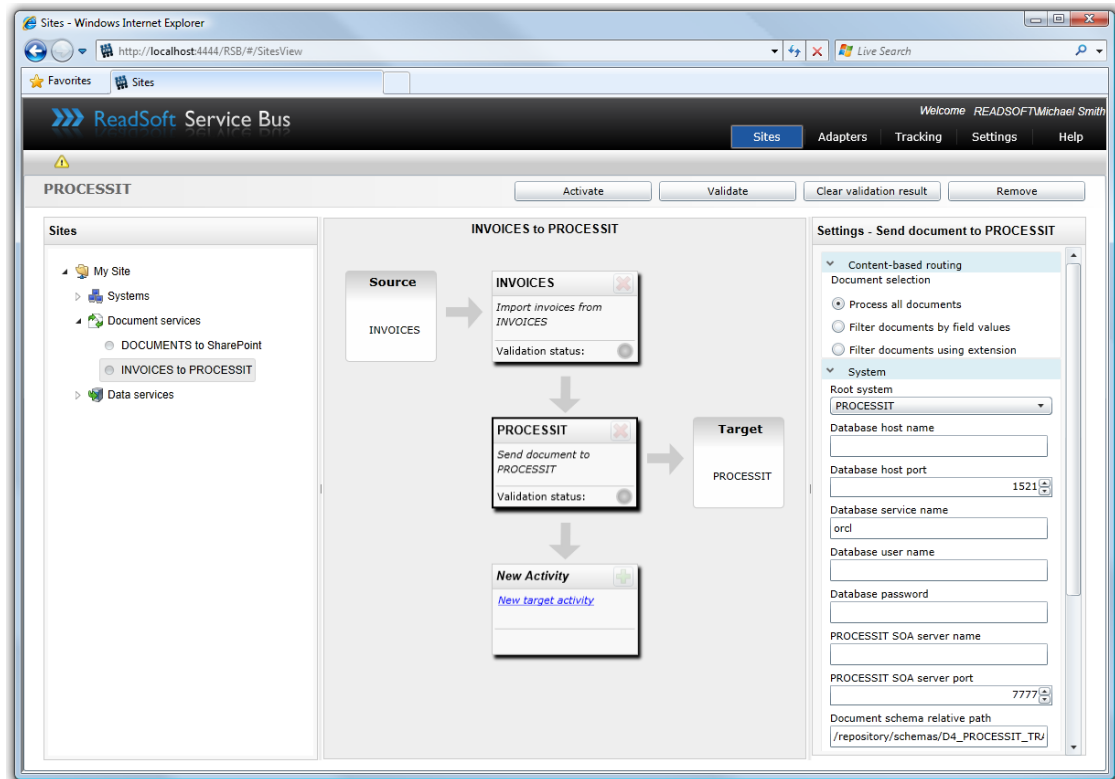 Sites - Windows Internet Explorer
http://localhost:4444/RSB/#/SitesView
Live Search
Favorites
Sites
ReadSoft Service Bus
Welcome READSOFT\Michael Smith
Sites Adapters Tracking Settings Help
PROCESSIT
Activate Validate Clear validation result Remove
Sites
My Site
Systems
Document services
DOCUMENTS to SharePoint
INVOICES to PROCESSIT
Data services
INVOICES to PROCESSIT
Source
INVOICES
INVOICES
Import invoices from
INVOICES
Validation status:
PROCESSIT
Send document to
PROCESSIT
Validation status:
Target
PROCESSIT
New Activity
New target activity
Settings - Send document to PROCESSIT
Content-based routing
Document selection
Process all documents
Filter documents by field values
Filter documents using extension
System
Root system
PROCESSIT
Database host name
Database host port
1521
Database service name
orcl
Database user name
Database password
PROCESSIT SOA server name
PROCESSIT SOA server port
7777
Document schema relative path
/repository/schemas/D4_PROCESSIT_TRA